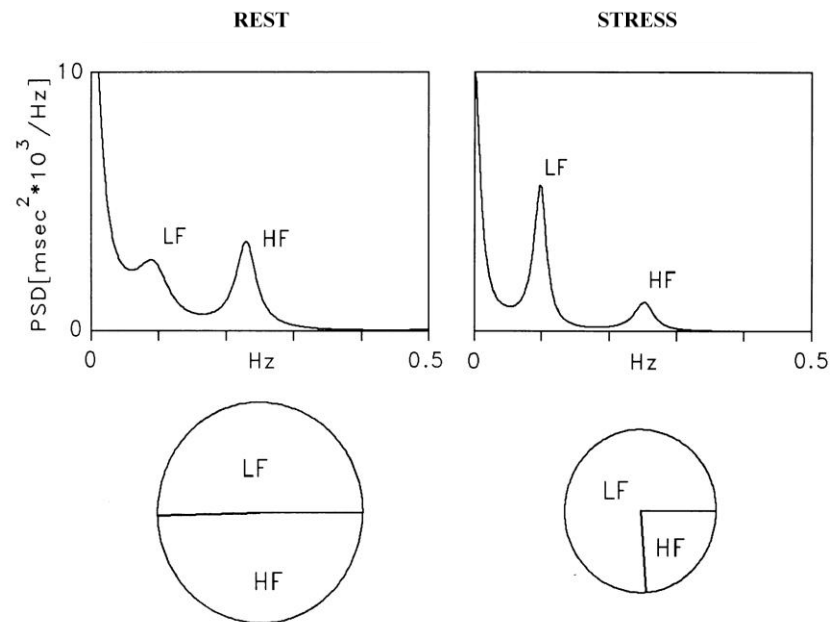 REST
STRESS
10
PSD[msec²*10³/Hz]
LF
HF
0
0
Hz
0.5
LF
HF
0
Hz
0.5
LF
HF
LF
HF